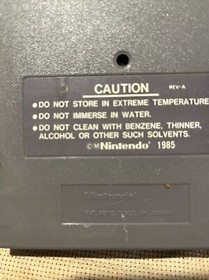 CAUTION REV-A
●DO NOT STORE IN EXTREME TEMPERATURE
●DO NOT IMMERSE IN WATER.
●DO NOT CLEAN WITH BENZENE, THINNER,
ALCOHOL OR OTHER SUCH SOLVENTS.
©Ⓜ Nintendo 1985
Nintendo